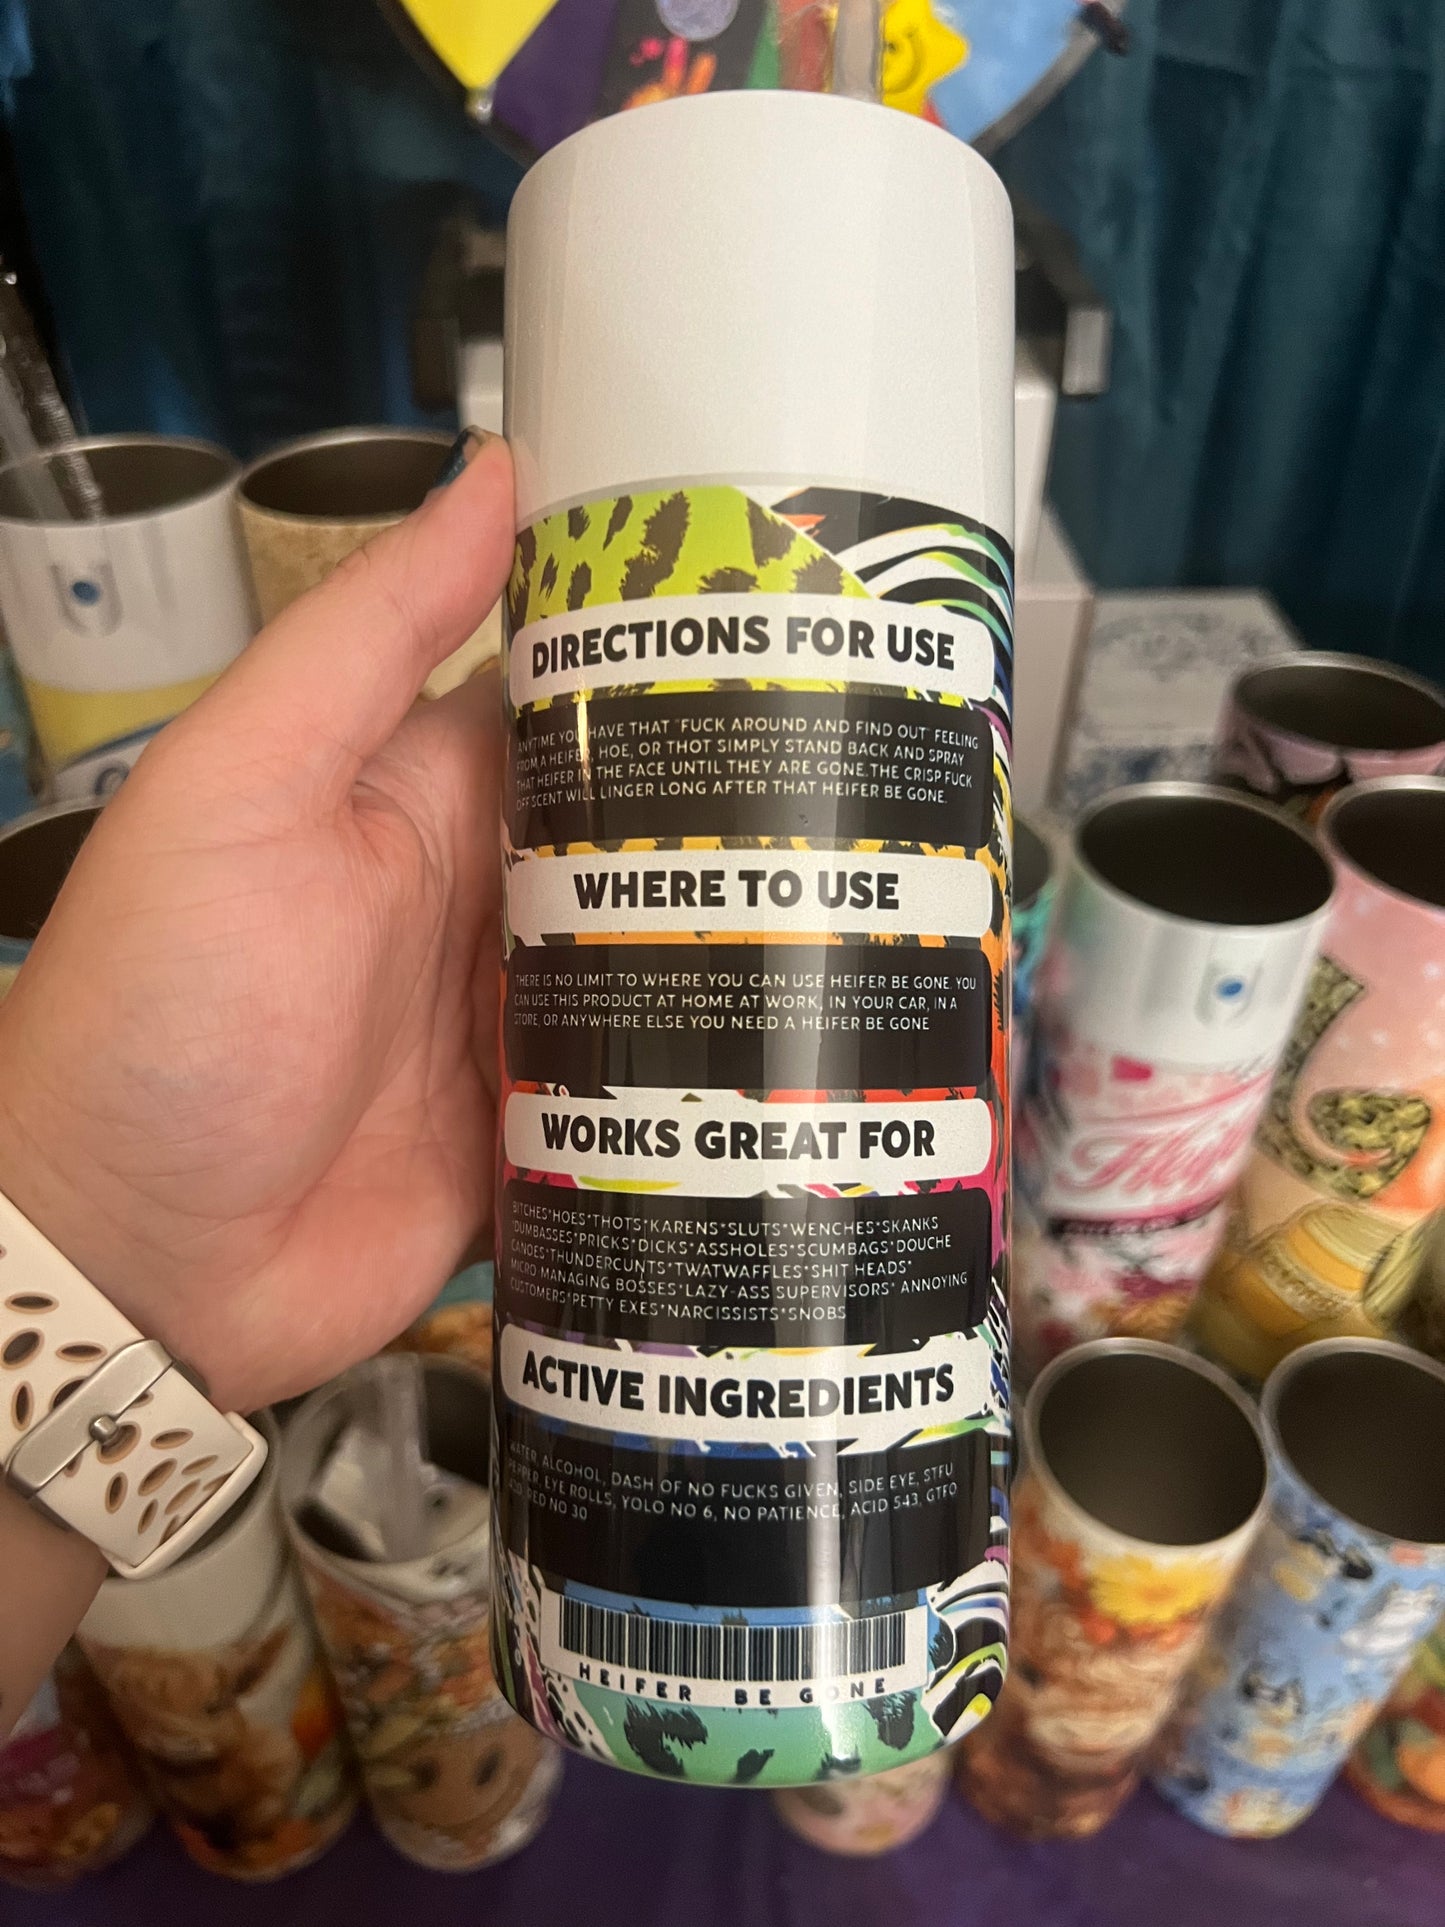 DIRECTIONS FOR USE
ANYTIME YOU HAVE THAT "FUCK AROUND AND FIND OUT" FEELING
FROM A HEIFER, HOE, OR THOT SIMPLY STAND BACK AND SPRAY
THAT HEIFER IN THE FACE UNTIL THEY ARE GONE.THE CRISP FUCK
OFF SCENT WILL LINGER LONG AFTER THAT HEIFER BE GONE.
WHERE TO USE
THERE IS NO LIMIT TO WHERE YOU CAN USE HEIFER BE GONE. YOU
CAN USE THIS PRODUCT AT HOME AT WORK, IN YOUR CAR, IN A
STORE, OR ANYWHERE ELSE YOU NEED A HEIFER BE GONE
WORKS GREAT FOR
BITCHES*HOES*THOTS*KARENS*SLUTS*WENCHES*SKANKS
*DUMBASSES*PRICKS*DICKS*ASSHOLES*SCUMBAGS*DOUCHE
CANOES*THUNDERCUNTS*TWATWAFFLES*SHIT HEADS*
MICRO-MANAGING BOSSES*LAZY-ASS SUPERVISORS* ANNOYING
CUSTOMERS*PETTY EXES*NARCISSISTS*SNOBS
ACTIVE INGREDIENTS
WATER, ALCOHOL, DASH OF NO FUCKS GIVEN, SIDE EYE, STFU
PEPPER, EYE ROLLS, YOLO NO 6, NO PATIENCE, ACID 543, GTFO
RED NO 30
HEIFER BE GONE